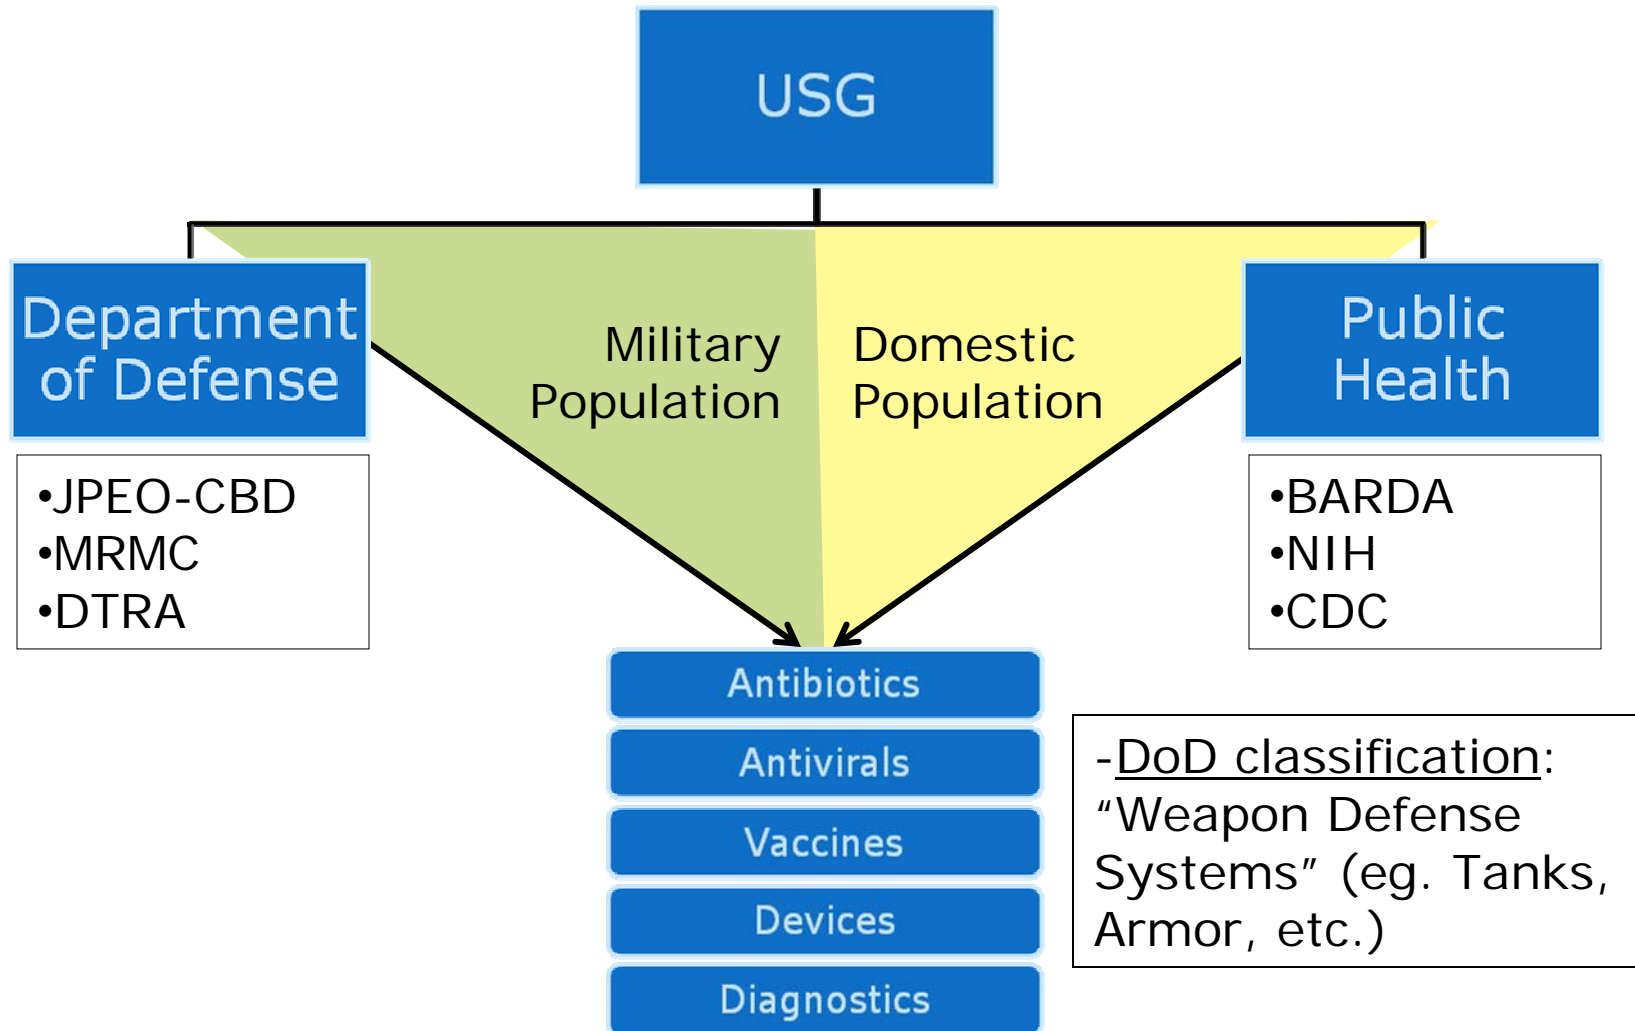 USG
Department
of Defense
Military
Population
Domestic
Population
Public
Health
•JPEO-CBD
•MRMC
•DTRA
•BARDA
•NIH
•CDC
Antibiotics
Antivirals
Vaccines
Devices
Diagnostics
-DoD classification:
“Weapon Defense
Systems” (eg. Tanks,
Armor, etc.)